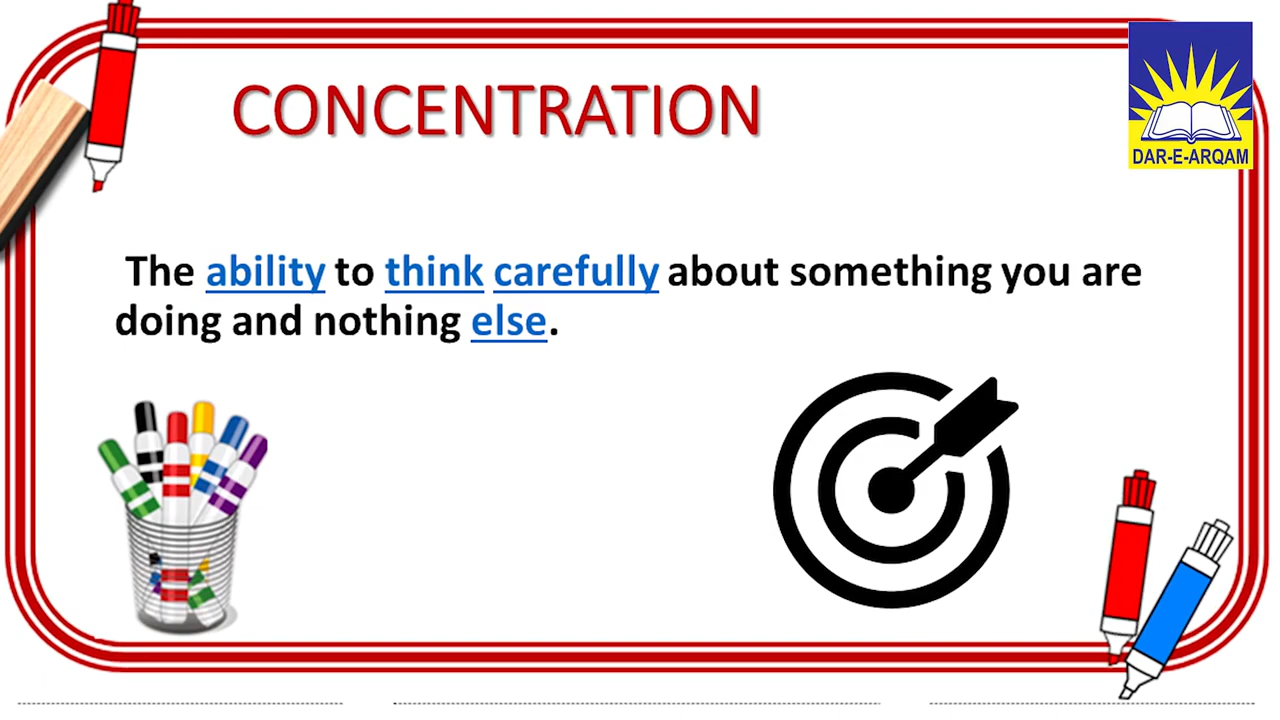 CONCENTRATION
DAR-E-ARQAM
The ability to think carefully about something you are
doing and nothing else.